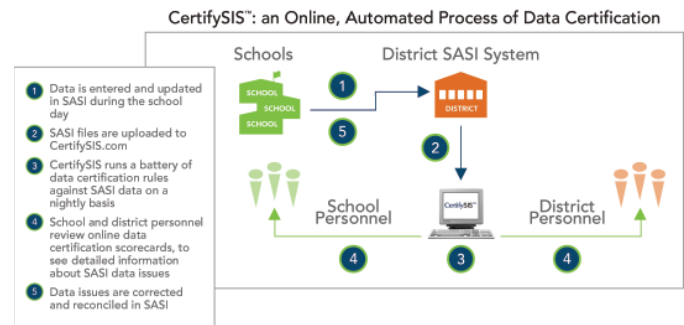 CertifySIS™: an Online, Automated Process of Data Certification
Schools
District SASI System
SCHOOL
SCHOOL
SCHOOL
1
5
DISTRICT
2
School
Personnel
CertifySIS™
District
Personnel
4
3
4
1 Data is entered and updated
in SASI during the school
day
2 SASI files are uploaded to
CertifySIS.com
3 CertifySIS runs a battery of
data certification rules
against SASI data on a
nightly basis
4 School and district personnel
review online data
certification scorecards, to
see detailed information
about SASI data issues
5 Data issues are corrected
and reconciled in SASI